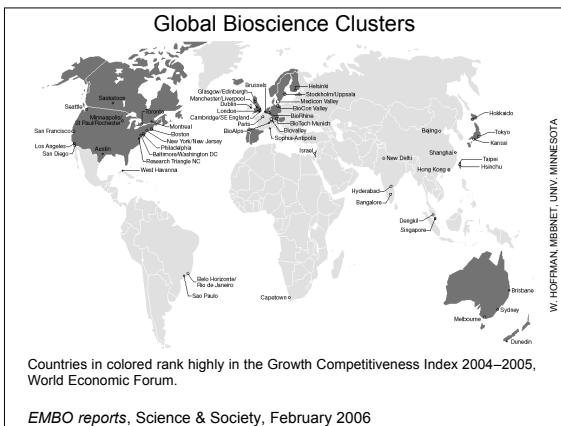 Global Bioscience Clusters
Saskatoon
Seattle
Minneapolis/
St Paul/Rochester
Toronto
Montreal
Boston
New York/New Jersey
Philadelphia
Baltimore/Washington DC
Research Triangle NC
San Francisco
Los Angeles
San Diego
Austin
West Havanna
Brussels
Glasgow/Edinburgh
Manchester/Liverpool
Dublin
London
Cambridge/SE England
Paris
BioAlps
Helsinki
Stockholm/Uppsata
Medicon Valley
BioCon Valley
BioRhine
BioTech Munich
Biovalley
Sophia-Antipolis
Israel
Hokkaido
Tokyo
Kansai
Beijng
Shanghai
Taipei
Hsinchu
Hong Kong
New Delhi
Hyderabad
Bangalore
Dengkil
Singapore
Belo Horizonte/
Rio de Janeiro
Sao Paulo
Capetown
Brisbane
Sydney
Melbourne
Dunedin
W. HOFFMAN, MBBNET, UNIV. MINNESOTA
Countries in colored rank highly in the Growth Competitiveness Index 2004–2005,
World Economic Forum.
EMBO reports, Science & Society, February 2006